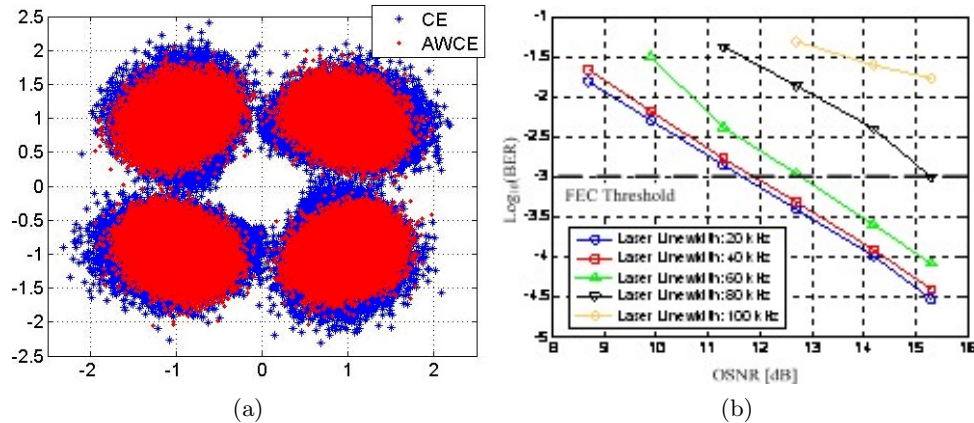 2.5
2
1.5
1
0.5
0
-0.5
-1
-1.5
-2
-2.5
-2 -1 0 1 2
CE
AWCE
(a)
-1
-1.5
-2
-2.5
-3
-3.5
-4
-4.5
-5
Log10(BER)
FEC Threshold
Laser Linewidth: 20 kHz
Laser Linewidth: 40 kHz
Laser Linewidth: 60 kHz
Laser Linewidth: 80 kHz
Laser Linewidth: 100 kHz
8 9 10 11 12 13 14 15 16
OSNR [dB]
(b)